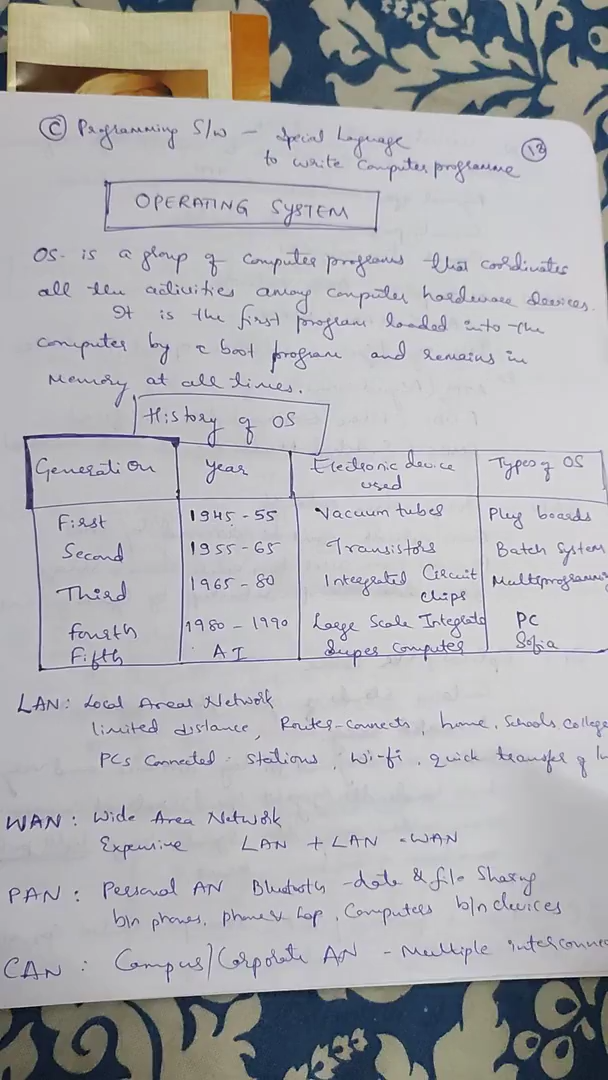 Ⓒ Programming S/W - Special Language
to write Computer programme
13
OPERATING SYSTEM
OS- is a group of Computer programs that coordinates
all the activities among computer hardware devices.
It is the first program loaded into the
Computer by a boot program and remains in
Memory at all times.
History of OS
Generation Year Electronic device used Types of OS
First 1945-55 Vacuum tubes Plug boards
Second 1955-65 Transistors Batch System
Third 1965-80 Integrated Circuit chips Multiprogramming
Fourth 1980-1990 Large Scale Integrate PC
Fifth AI Super Computer Sofia
LAN: Local Areal Network
limited distance, Router-connects, home, Schools, College
PCs Connected - Stations, Wi-fi, quick transfer of
WAN: Wide Area Network
Expensive LAN + LAN = WAN
PAN: Personal AN Bluetooth - data & file Sharing
b/n phones, phone & lap, Computers b/n devices
CAN: Campus/Corporate AN - Multiple interconne